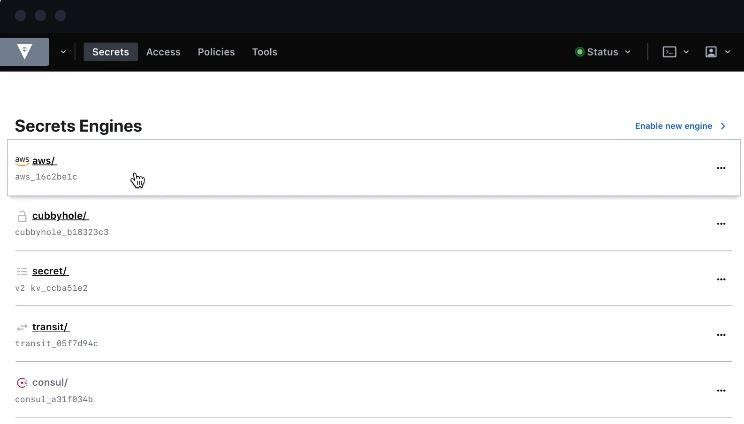 Secrets Access Policies Tools Status
Secrets Engines
Enable new engine
aws aws/
aws_16c2be1c
cubbyhole/
cubbyhole_b18323c3
secret/
v2 kv_ccba51e2
transit/
transit_05f7d94c
consul/
consul_a31f034b